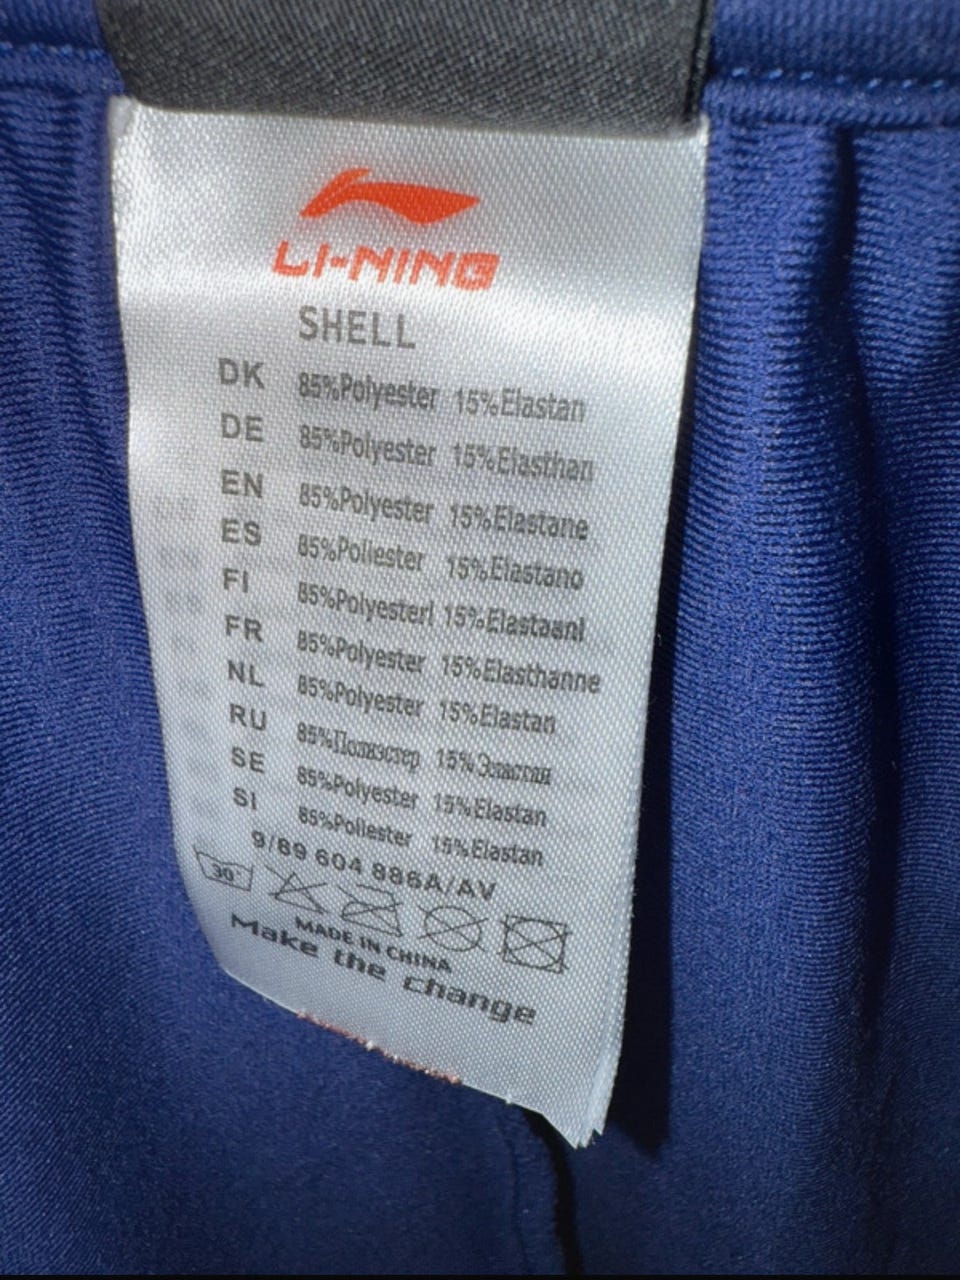 LI-NING
SHELL
DK 85%Polyester 15%Elastan
DE 85%Polyester 15%Elasthan
EN 85%Polyester 15%Elastane
ES 85%Poliester 15%Elastano
FI 85%Polyesterl 15%Elastaanl
FR 85%Polyester 15%Elasthanne
NL 85%Polyester 15%Elastan
RU 85%Полиэстер 15%Эластан
SE 85%Polyester 15%Elastan
SI 85%Poliester 15%Elastan
9/89 604 886A/AV
30°
MADE IN CHINA
Make the change